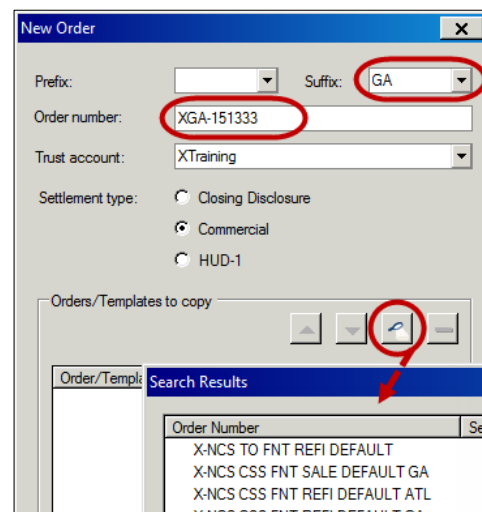 New Order
Prefix: Suffix: GA
Order number: XGA-151333
Trust account: XTraining
Settlement type: Closing Disclosure
Commercial
HUD-1
Orders/Templates to copy
Order/Templa
Search Results
Order Number Se
X-NCS TO FNT REFI DEFAULT
X-NCS CSS FNT SALE DEFAULT GA
X-NCS CSS FNT REFI DEFAULT ATL